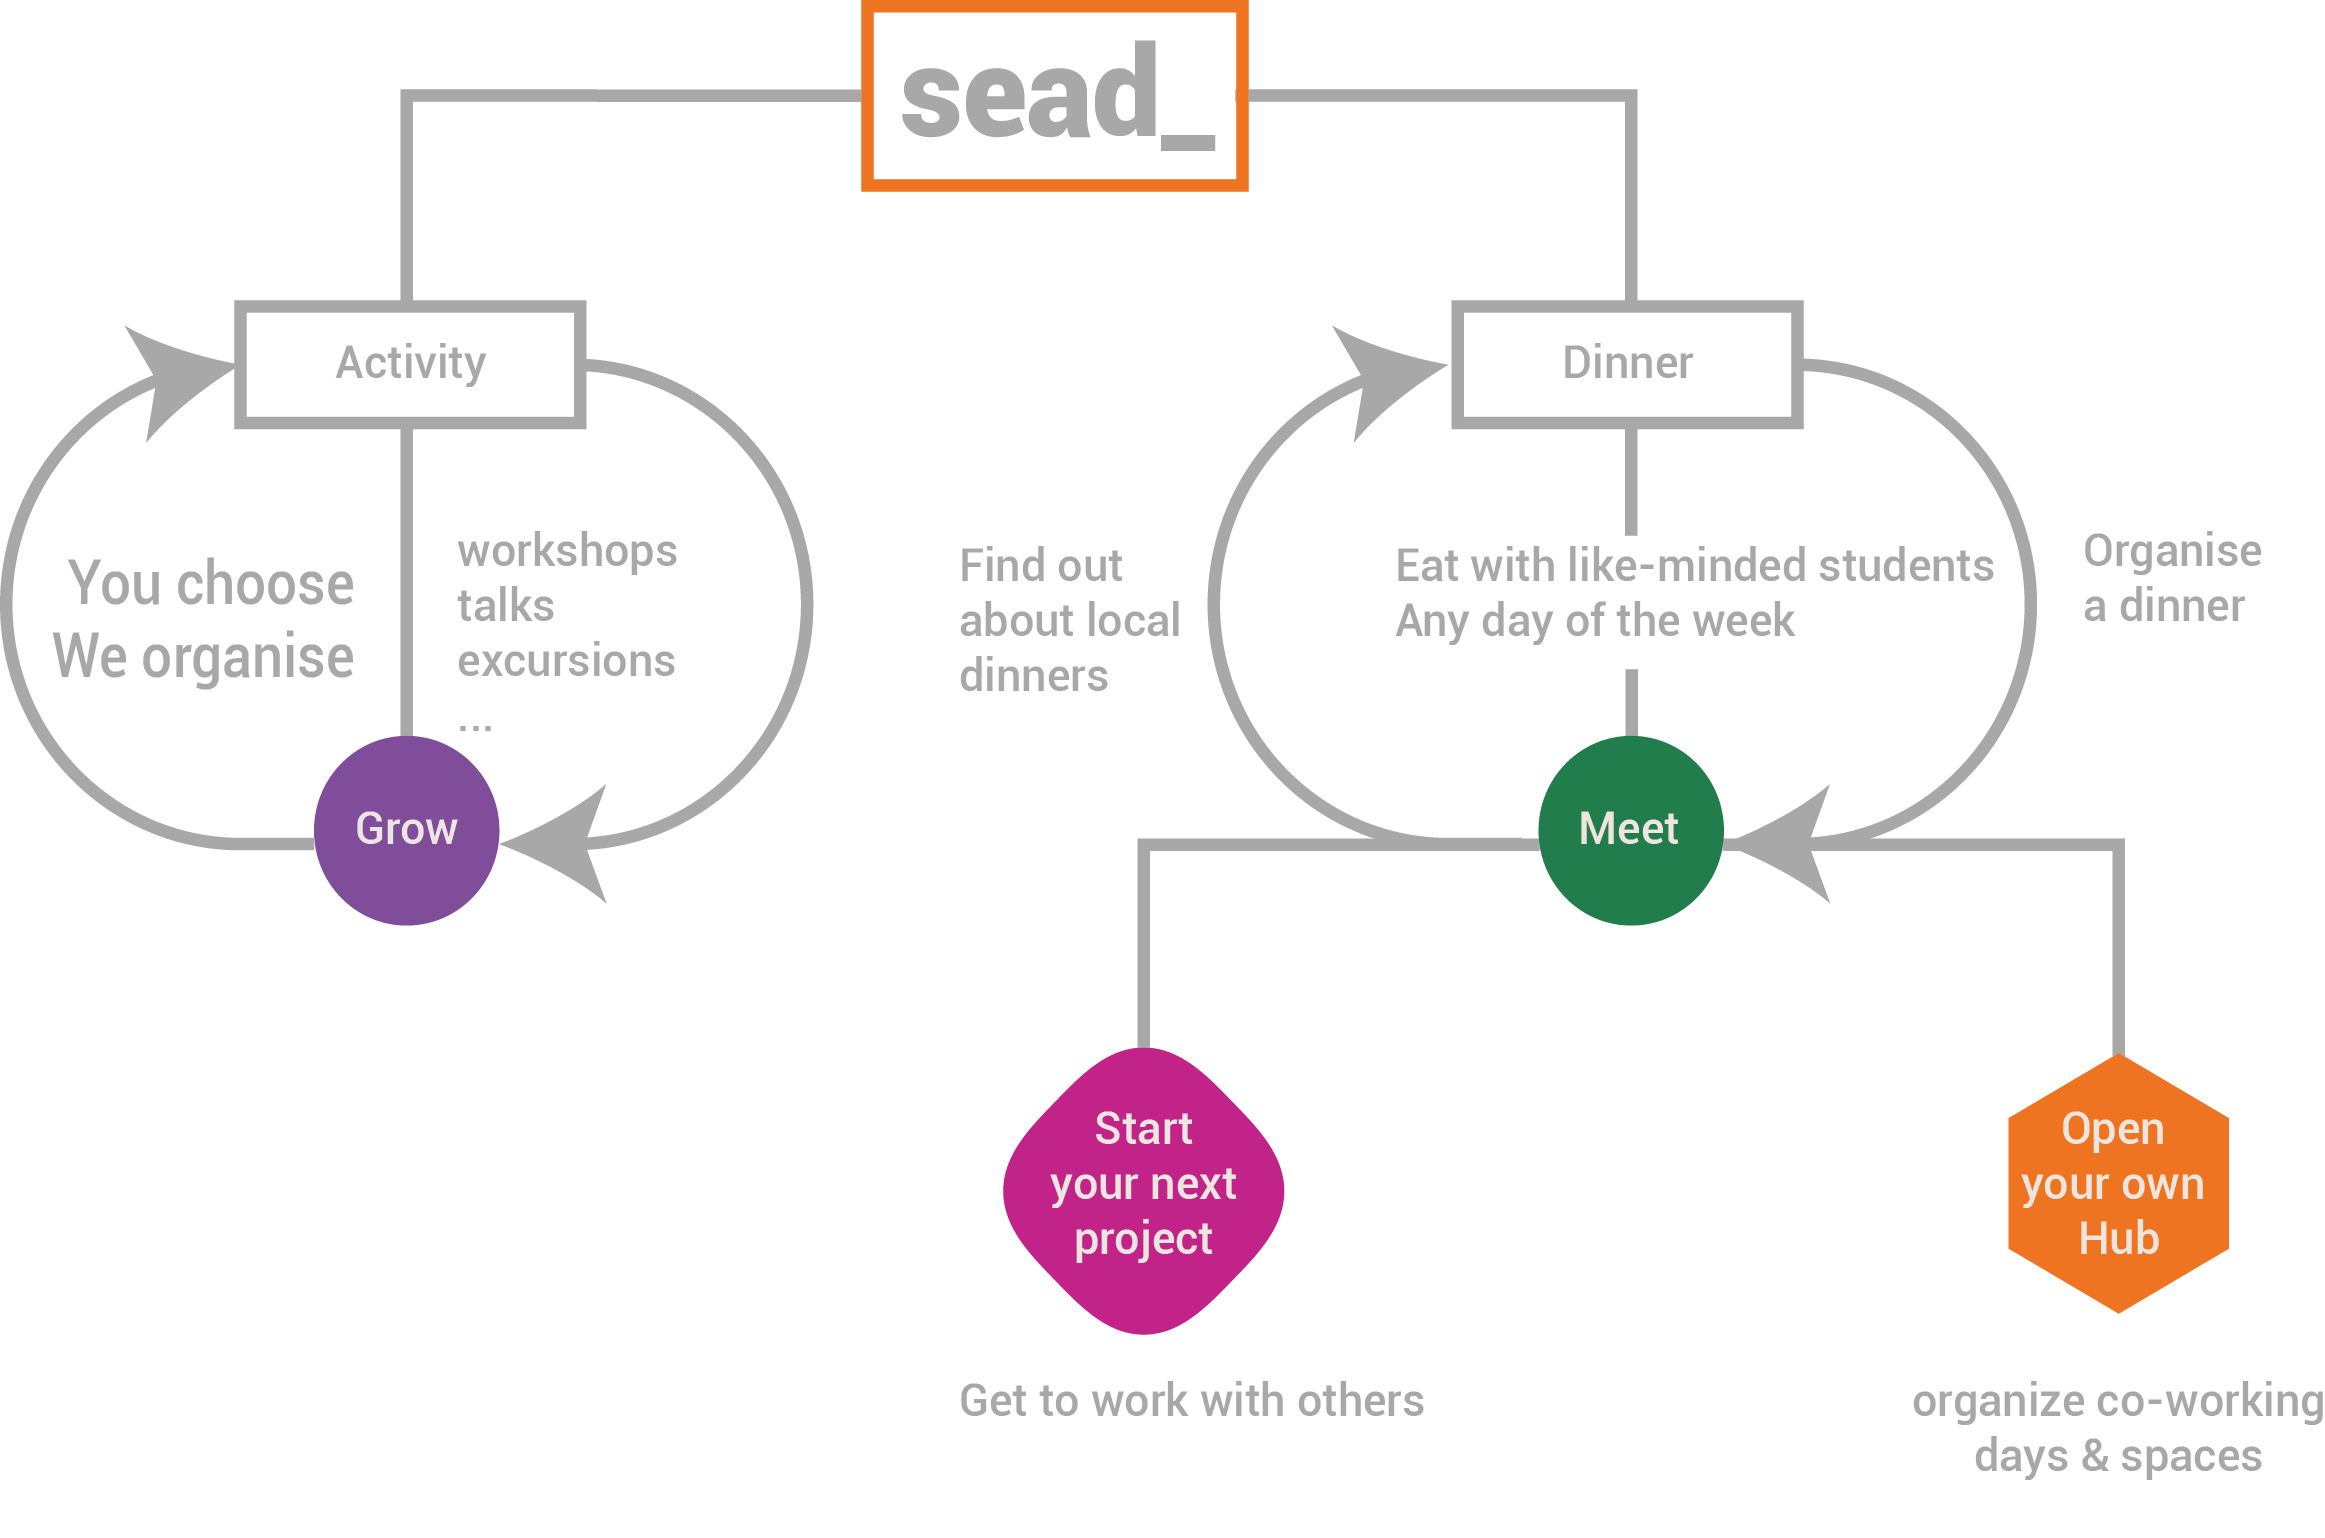 sead_
Activity
Dinner
You choose
We organise
workshops
talks
excursions
...
Find out
about local
dinners
Eat with like-minded students
Any day of the week
Organise
a dinner
Grow
Meet
Start
your next
project
Open
your own
Hub
Get to work with others
organize co-working
days & spaces